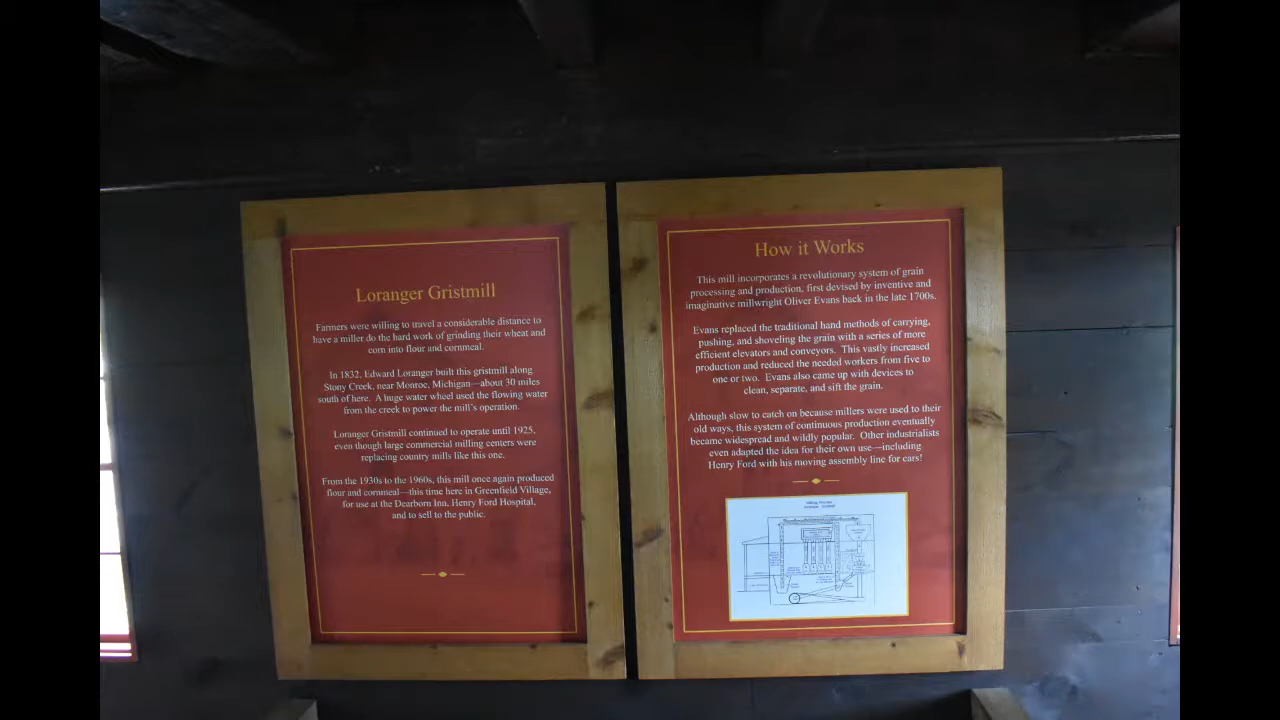 Loranger Gristmill
Farmers were willing to travel a considerable distance to
have a miller do the hard work of grinding their wheat and
corn into flour and cornmeal.
In 1832, Edward Loranger built this gristmill along
Stony Creek, near Monroe, Michigan—about 30 miles
south of here. A huge water wheel used the flowing water
from the creek to power the mill's operation.
Loranger Gristmill continued to operate until 1925,
even though large commercial milling centers were
replacing country mills like this one.
From the 1930s to the 1960s, this mill once again produced
flour and cornmeal—this time here in Greenfield Village,
for use at the Dearborn Inn, Henry Ford Hospital,
and to sell to the public.
How it Works
This mill incorporates a revolutionary system of grain
processing and production, first devised by inventive and
imaginative millwright Oliver Evans back in the late 1700s.
Evans replaced the traditional hand methods of carrying,
pushing, and shoveling the grain with a series of more
efficient elevators and conveyors. This vastly increased
production and reduced the needed workers from five to
one or two. Evans also came up with devices to
clean, separate, and sift the grain.
Although slow to catch on because millers were used to their
old ways, this system of continuous production eventually
became widespread and wildly popular. Other industrialists
even adapted the idea for their own use—including
Henry Ford with his moving assembly line for cars!